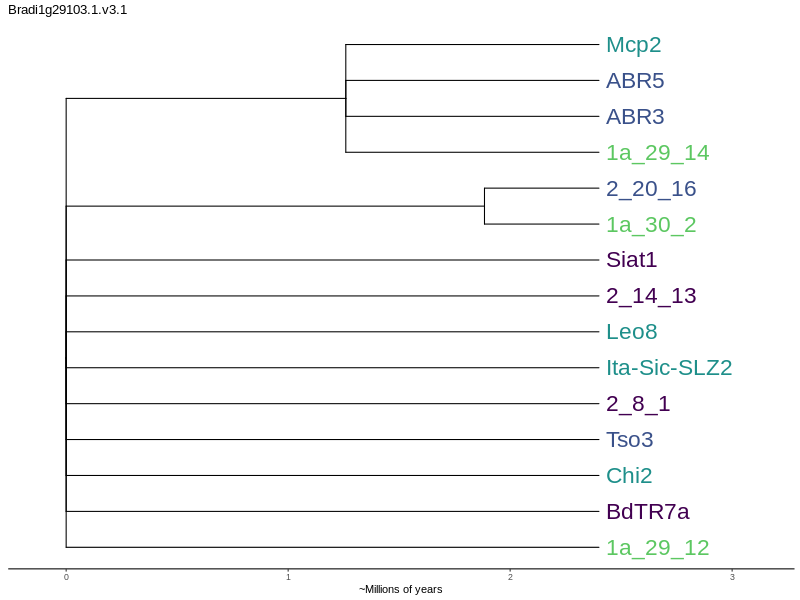 Bradi1g29103.1.v3.1
Mcp2
ABR5
ABR3
1a_29_14
2_20_16
1a_30_2
Siat1
2_14_13
Leo8
Ita-Sic-SLZ2
2_8_1
Tso3
Chi2
BdTR7a
1a_29_12
0 1 2 3
~Millions of years